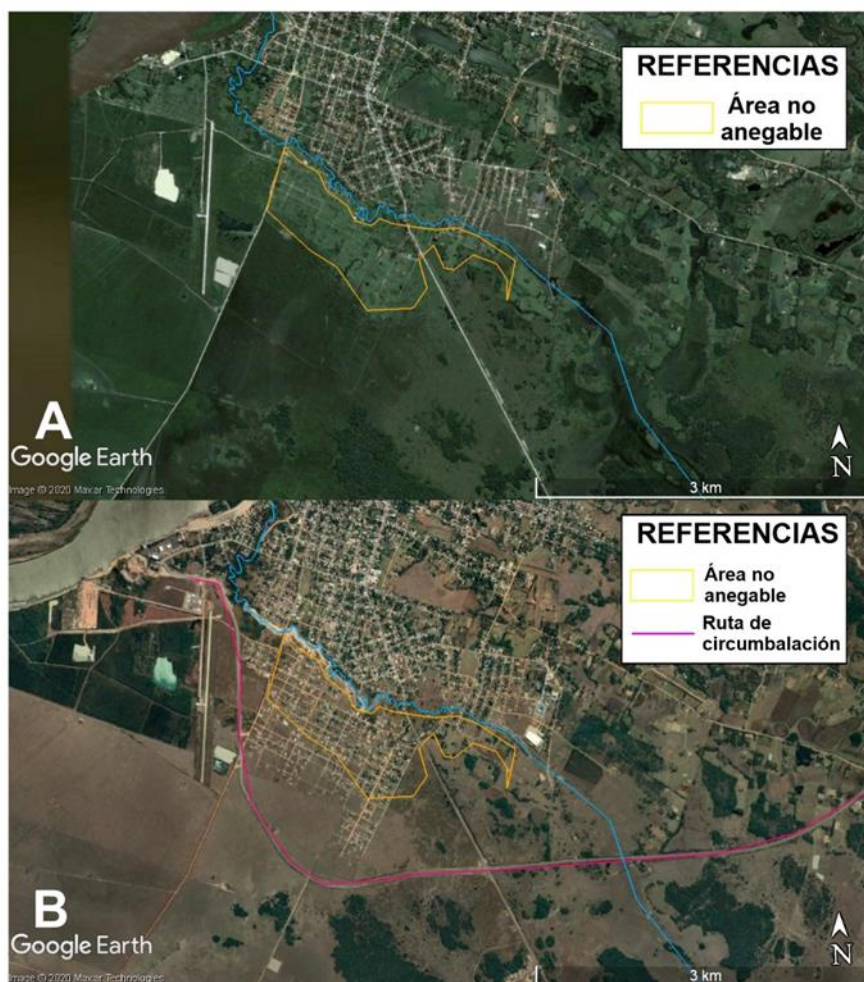 REFERENCIAS
Área no
anegable
A
Google Earth
Image © 2020 Maxar Technologies
N
3 km
REFERENCIAS
Área no
anegable
Ruta de
circumbalación
B
Google Earth
Image © 2020 Maxar Technologies
N
3 km